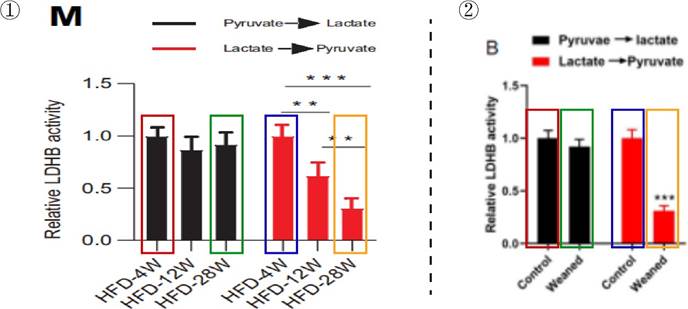 ①
M
Pyruvate → Lactate
Lactate → Pyruvate
* * *
* *
* *
Relative LDHB activity
1.5
1.0
0.5
0.0
HFD-4W
HFD-12W
HFD-28W
HFD-4W
HFD-12W
HFD-28W
②
B
Pyruvae → lactate
Lactate → Pyruvate
Relative LDHB activity
1.5
1.0
0.5
0.0
***
Control
Weaned
Control
Weaned